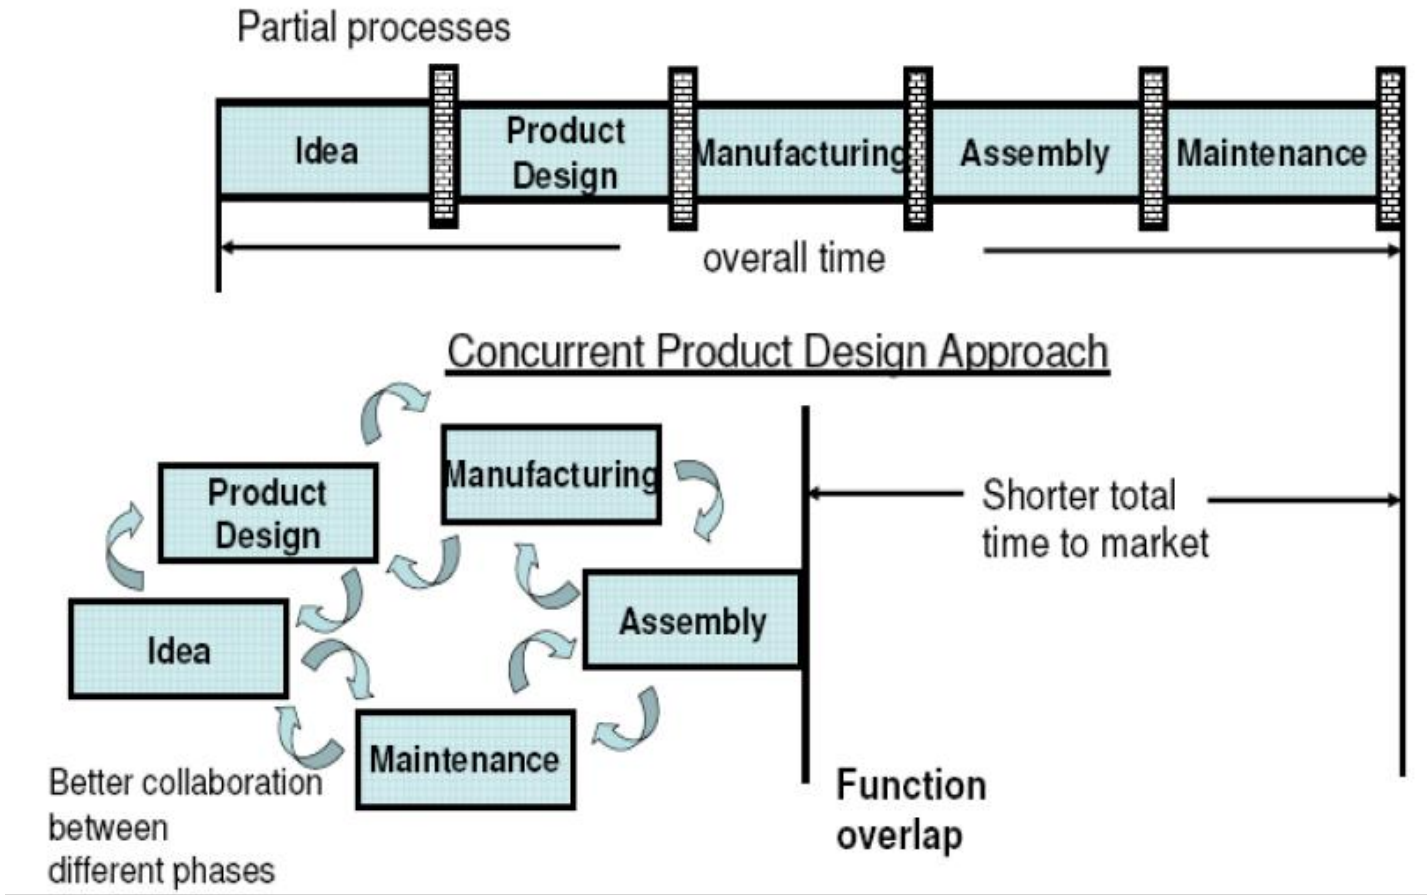 Partial processes
Idea
Product
Design
Manufacturing
Assembly
Maintenance
overall time
Concurrent Product Design Approach
Manufacturing
Product
Design
Shorter total
time to market
Assembly
Idea
Maintenance
Better collaboration
between
different phases
Function
overlap